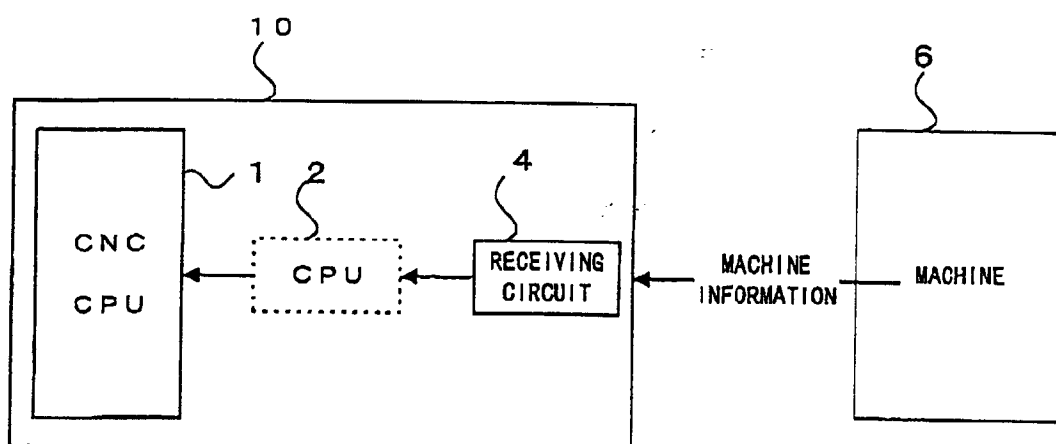 10
6
1
2
4
CNC
CPU
CPU
RECEIVING
CIRCUIT
MACHINE
INFORMATION
MACHINE